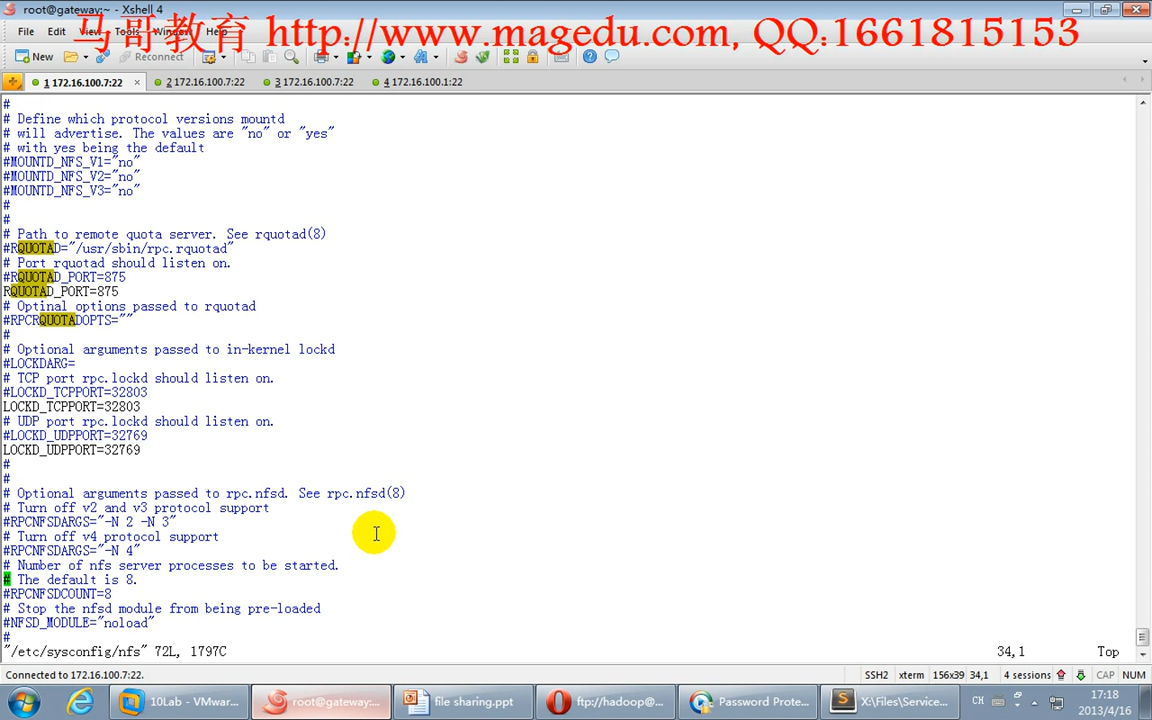 root@gateway:~ - Xshell 4
马哥教育 http://www.magedu.com, QQ:1661815153
File Edit View Tools Window Help
New Reconnect
1 172.16.100.7:22 2 172.16.100.7:22 3 172.16.100.7:22 4 172.16.100.1:22
#
# Define which protocol versions mountd
# will advertise. The values are "no" or "yes"
# with yes being the default
#MOUNTD_NFS_V1="no"
#MOUNTD_NFS_V2="no"
#MOUNTD_NFS_V3="no"
#
#
# Path to remote quota server. See rquotad(8)
#RQUOTAD="/usr/sbin/rpc.rquotad"
# Port rquotad should listen on.
#RQUOTAD_PORT=875
RQUOTAD_PORT=875
# Optinal options passed to rquotad
#RPCRQUOTADOPTS=""
#
# Optional arguments passed to in-kernel lockd
#LOCKDARG=
# TCP port rpc.lockd should listen on.
#LOCKD_TCPPORT=32803
LOCKD_TCPPORT=32803
# UDP port rpc.lockd should listen on.
#LOCKD_UDPPORT=32769
LOCKD_UDPPORT=32769
#
#
# Optional arguments passed to rpc.nfsd. See rpc.nfsd(8)
# Turn off v2 and v3 protocol support
#RPCNFSDARGS="-N 2 -N 3"
# Turn off v4 protocol support
#RPCNFSDARGS="-N 4"
# Number of nfs server processes to be started.
# The default is 8.
#RPCNFSDCOUNT=8
# Stop the nfsd module from being pre-loaded
#NFSD_MODULE="noload"
#
"/etc/sysconfig/nfs" 72L, 1797C 34,1 Top
Connected to 172.16.100.7:22. SSH2 xterm 156x39 34,1 4 sessions CAP NUM
10Lab - VMwar... root@gateway:... file sharing.ppt ftp://hadoop@... Password Prote... X:\Files\Service... CH 17:18
2013/4/16